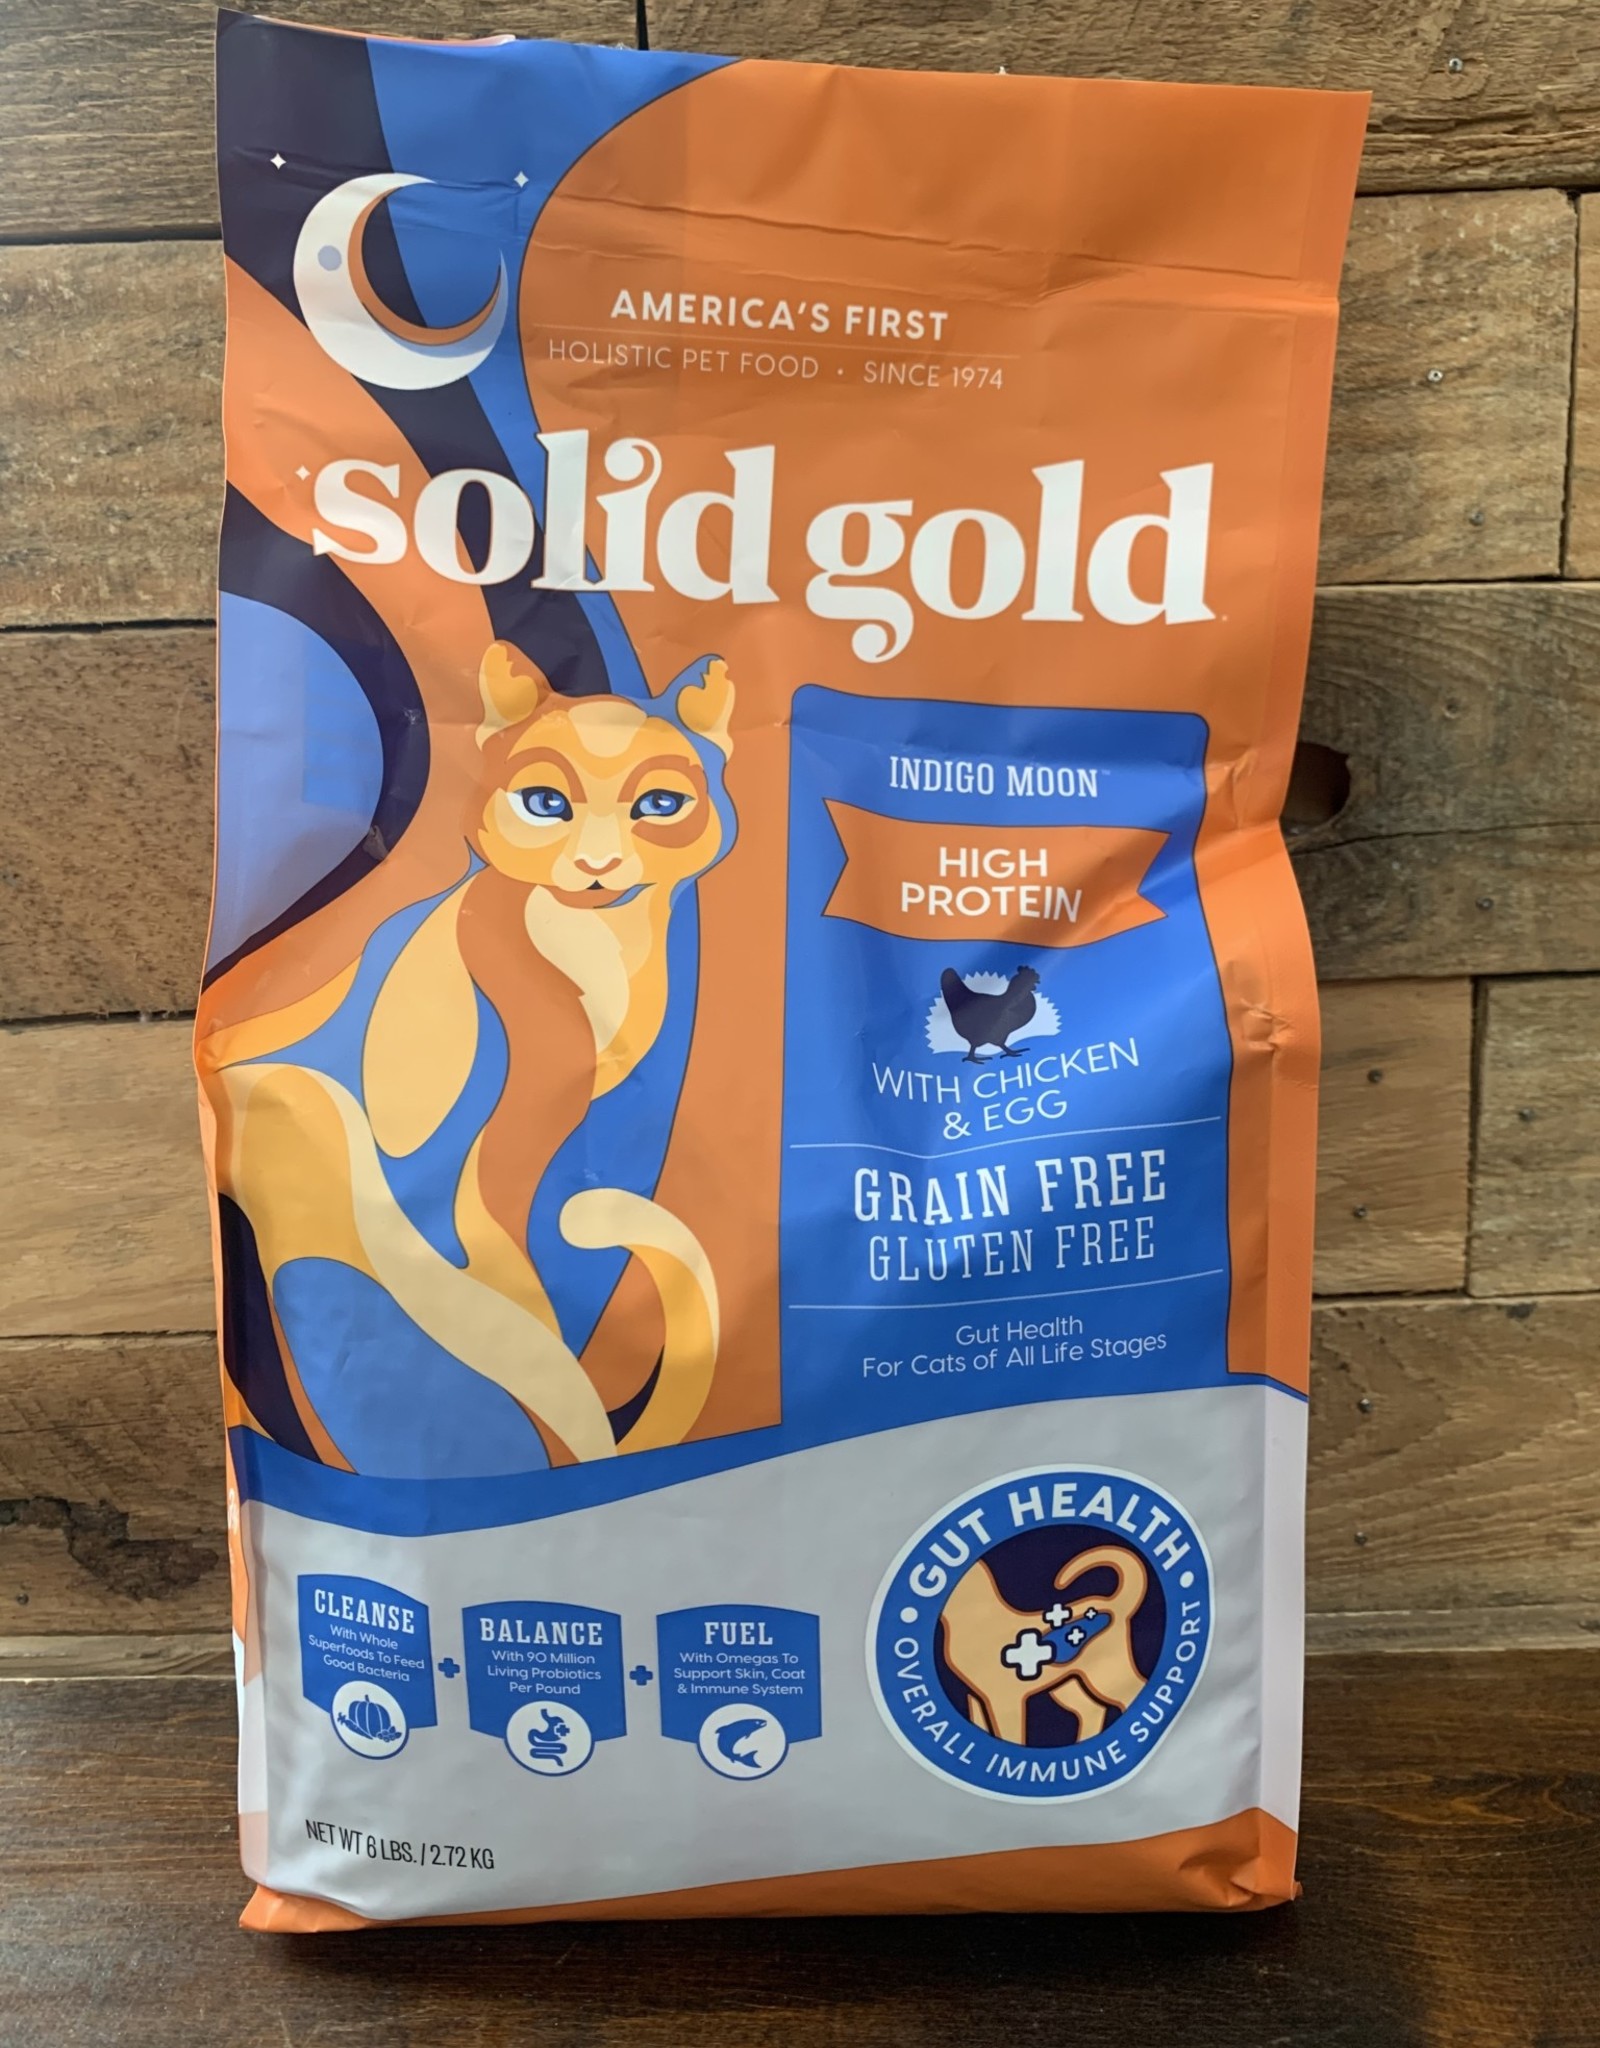 AMERICA'S FIRST
HOLISTIC PET FOOD • SINCE 1974
solid gold
INDIGO MOON™
HIGH
PROTEIN
WITH CHICKEN
& EGG
GRAIN FREE
GLUTEN FREE
Gut Health
For Cats of All Life Stages
CLEANSE
With Whole
Superfoods To Feed
Good Bacteria
BALANCE
With 90 Million
Living Probiotics
Per Pound
FUEL
With Omegas To
Support Skin, Coat
& Immune System
• GUT HEALTH •
OVERALL IMMUNE SUPPORT
NET WT 6 LBS. / 2.72 KG